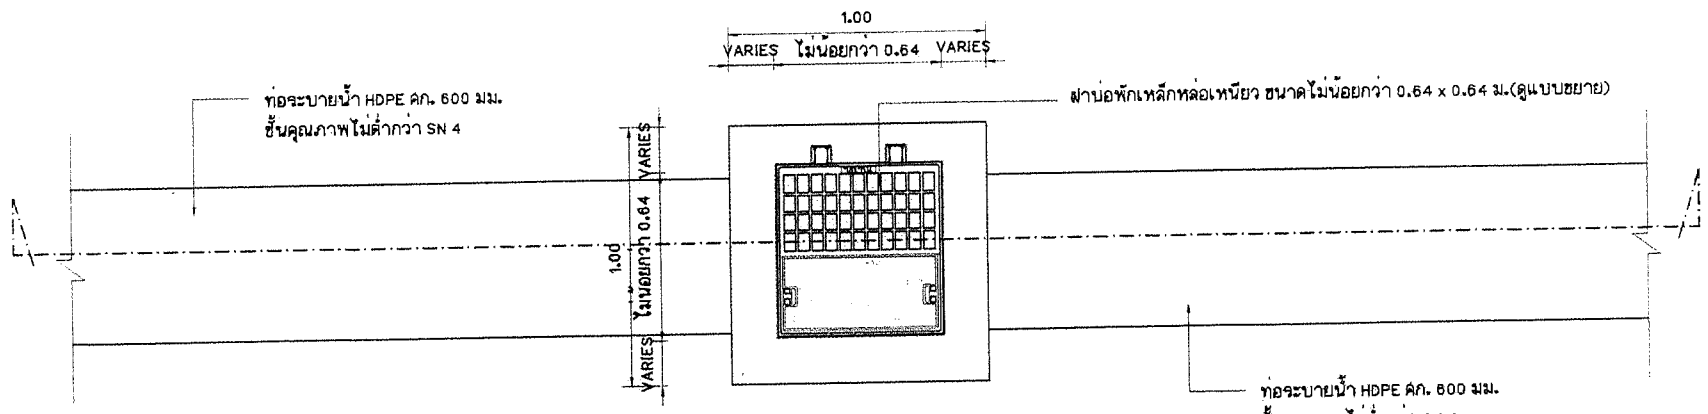 1.00
VARIES ไม่น้อยกว่า 0.64 VARIES
ท่อระบายน้ำ HDPE ศก. 600 มม.
ชั้นคุณภาพไม่ต่ำกว่า SN 4
ฝาบ่อพักเหล็กหล่อเหนียว ขนาดไม่น้อยกว่า 0.64 x 0.64 ม.(ดูแบบขยาย)
VARIES
ไม่น้อยกว่า 0.64
1.00
VARIES
ท่อระบายน้ำ HDPE ศก. 600 มม.